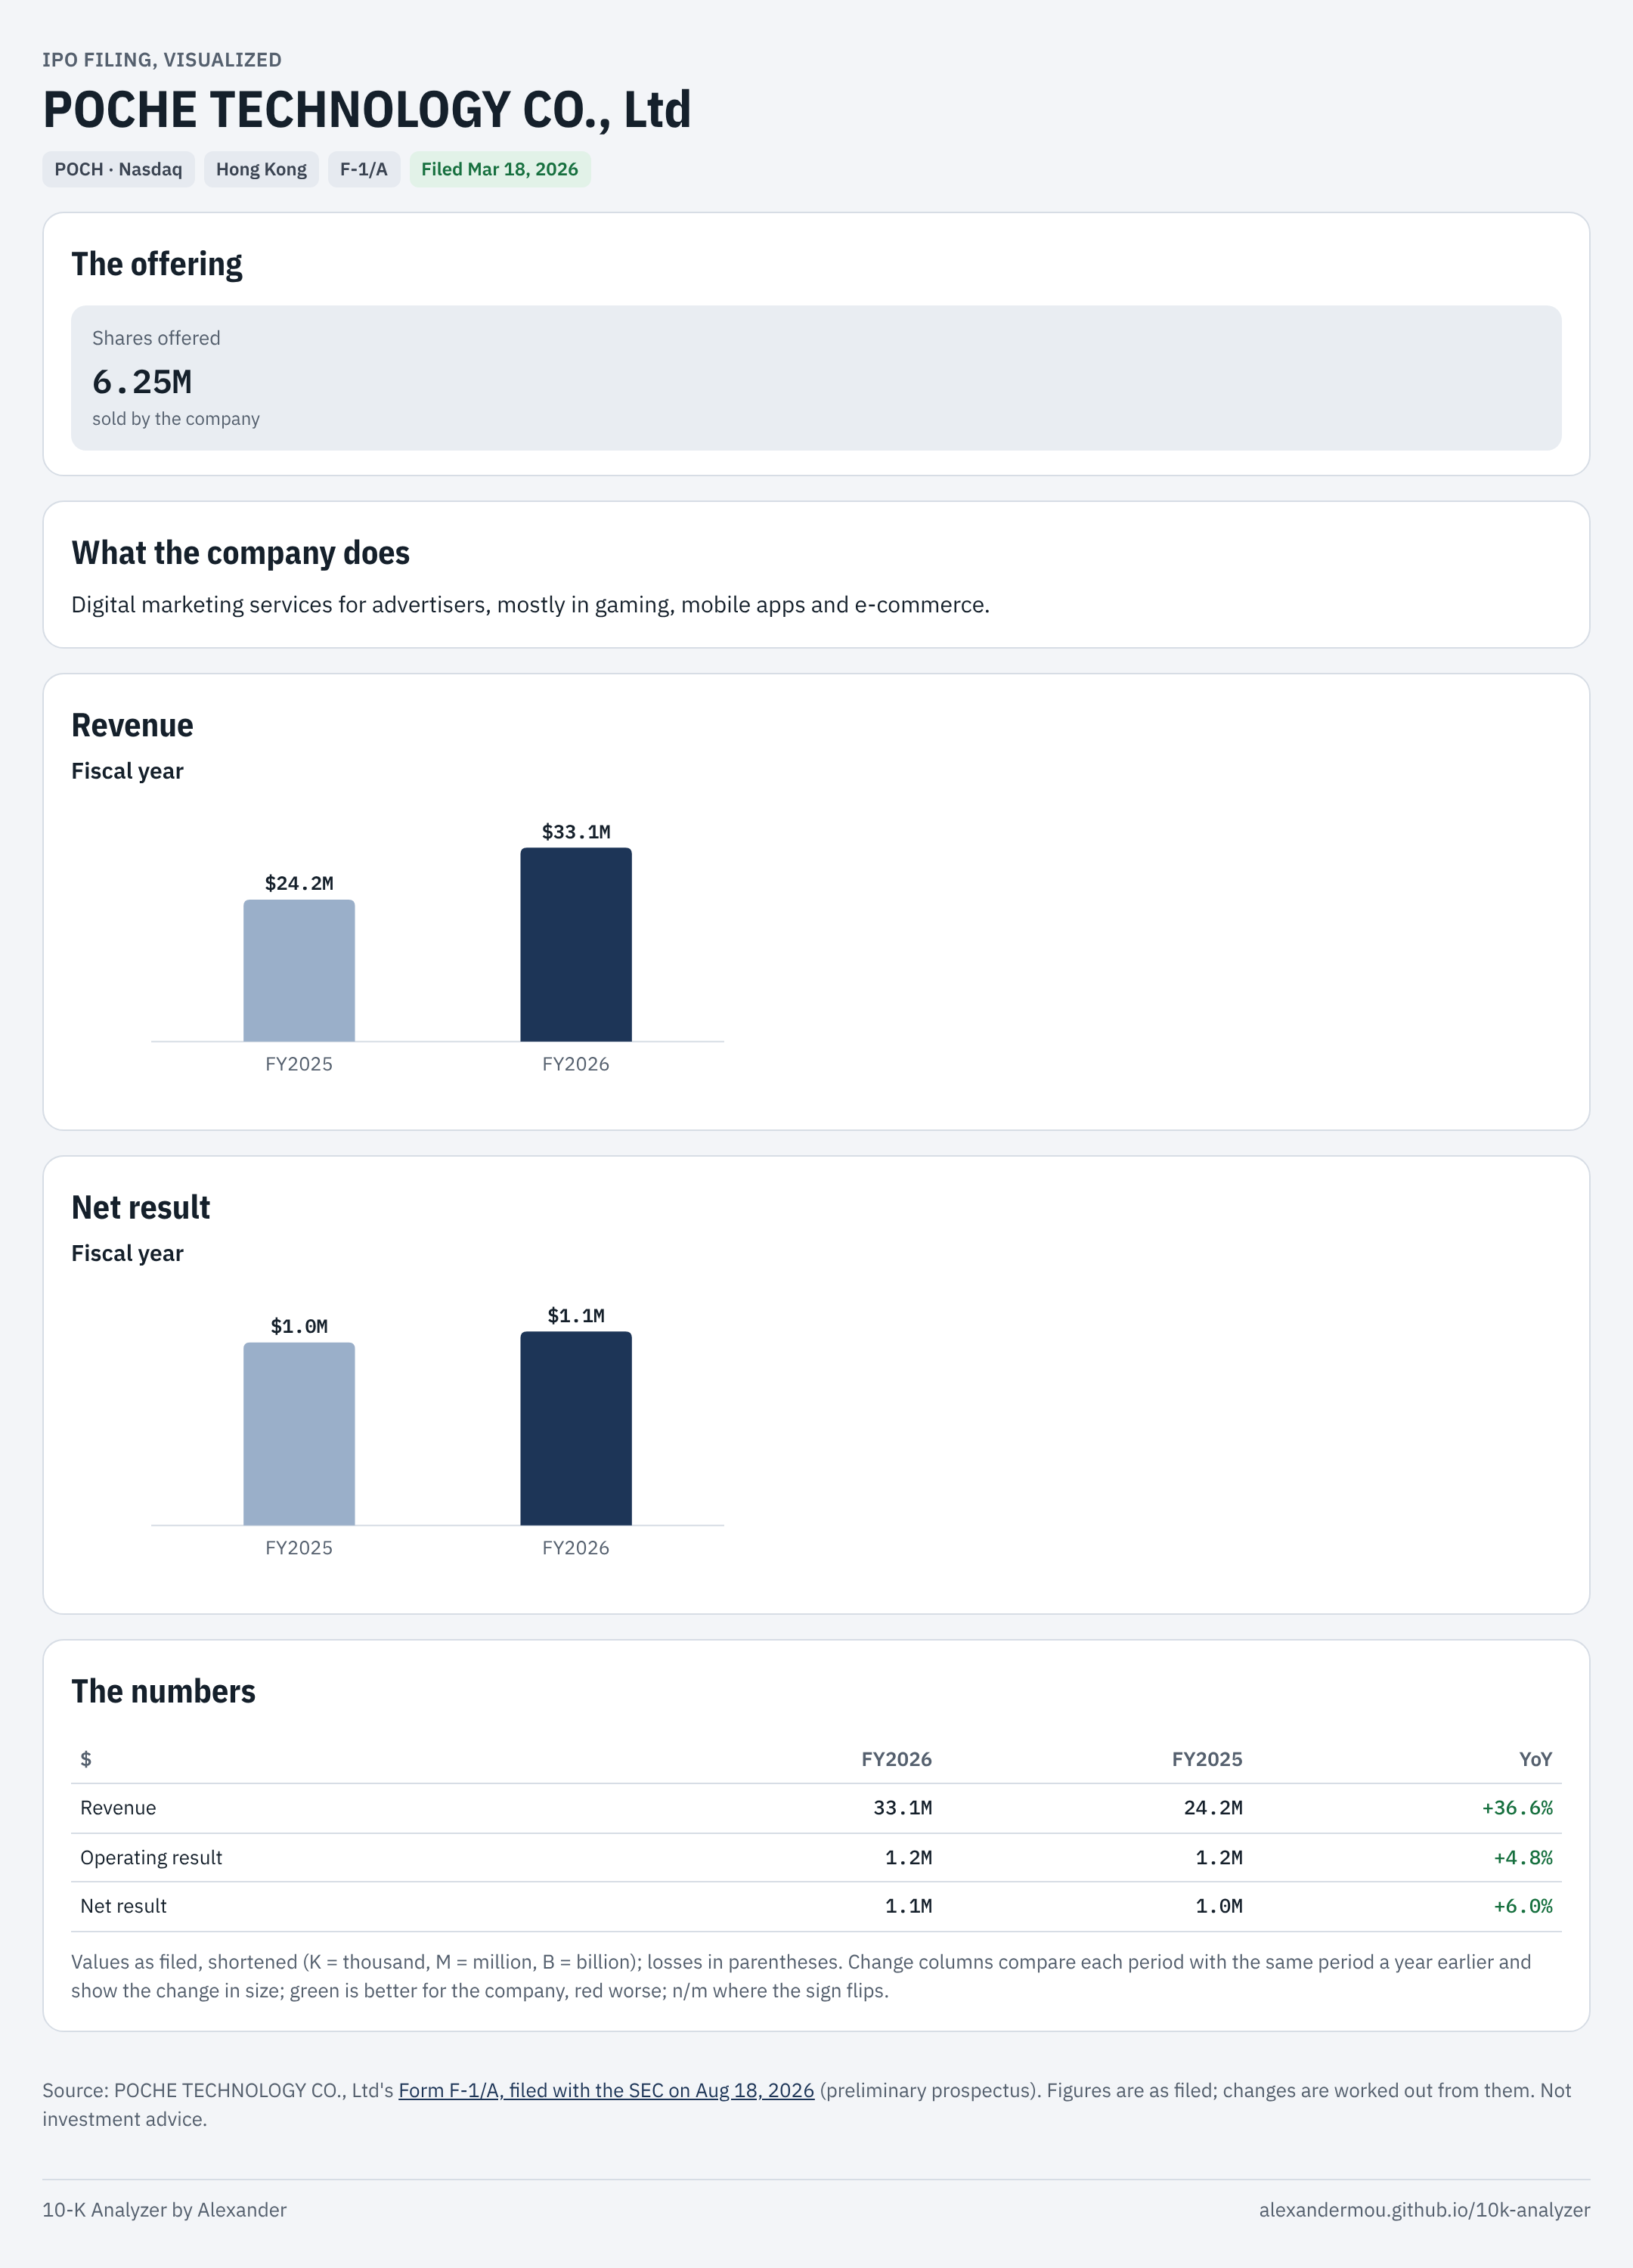 IPO FILING, VISUALIZED
POCHE TECHNOLOGY CO., Ltd
POCH · Nasdaq Hong Kong F-1/A Filed Mar 18, 2026
The offering
Shares offered
6.25M
sold by the company
What the company does
Digital marketing services for advertisers, mostly in gaming, mobile apps and e-commerce.
Revenue
Fiscal year
$33.1M
$24.2M
FY2025 FY2026
Net result
Fiscal year
$1.0M $1.1M
FY2025 FY2026
The numbers
$ FY2026 FY2025 YoY
Revenue 33.1M 24.2M +36.6%
Operating result 1.2M 1.2M +4.8%
Net result 1.1M 1.0M +6.0%
Values as filed, shortened (K = thousand, M = million, B = billion); losses in parentheses. Change columns compare each period with the same period a year earlier and
show the change in size; green is better for the company, red worse; n/m where the sign flips.
Source: POCHE TECHNOLOGY CO., Ltd's Form F-1/A, filed with the SEC on Aug 18, 2026 (preliminary prospectus). Figures are as filed; changes are worked out from them. Not
investment advice.
10-K Analyzer by Alexander alexandermou.github.io/10k-analyzer